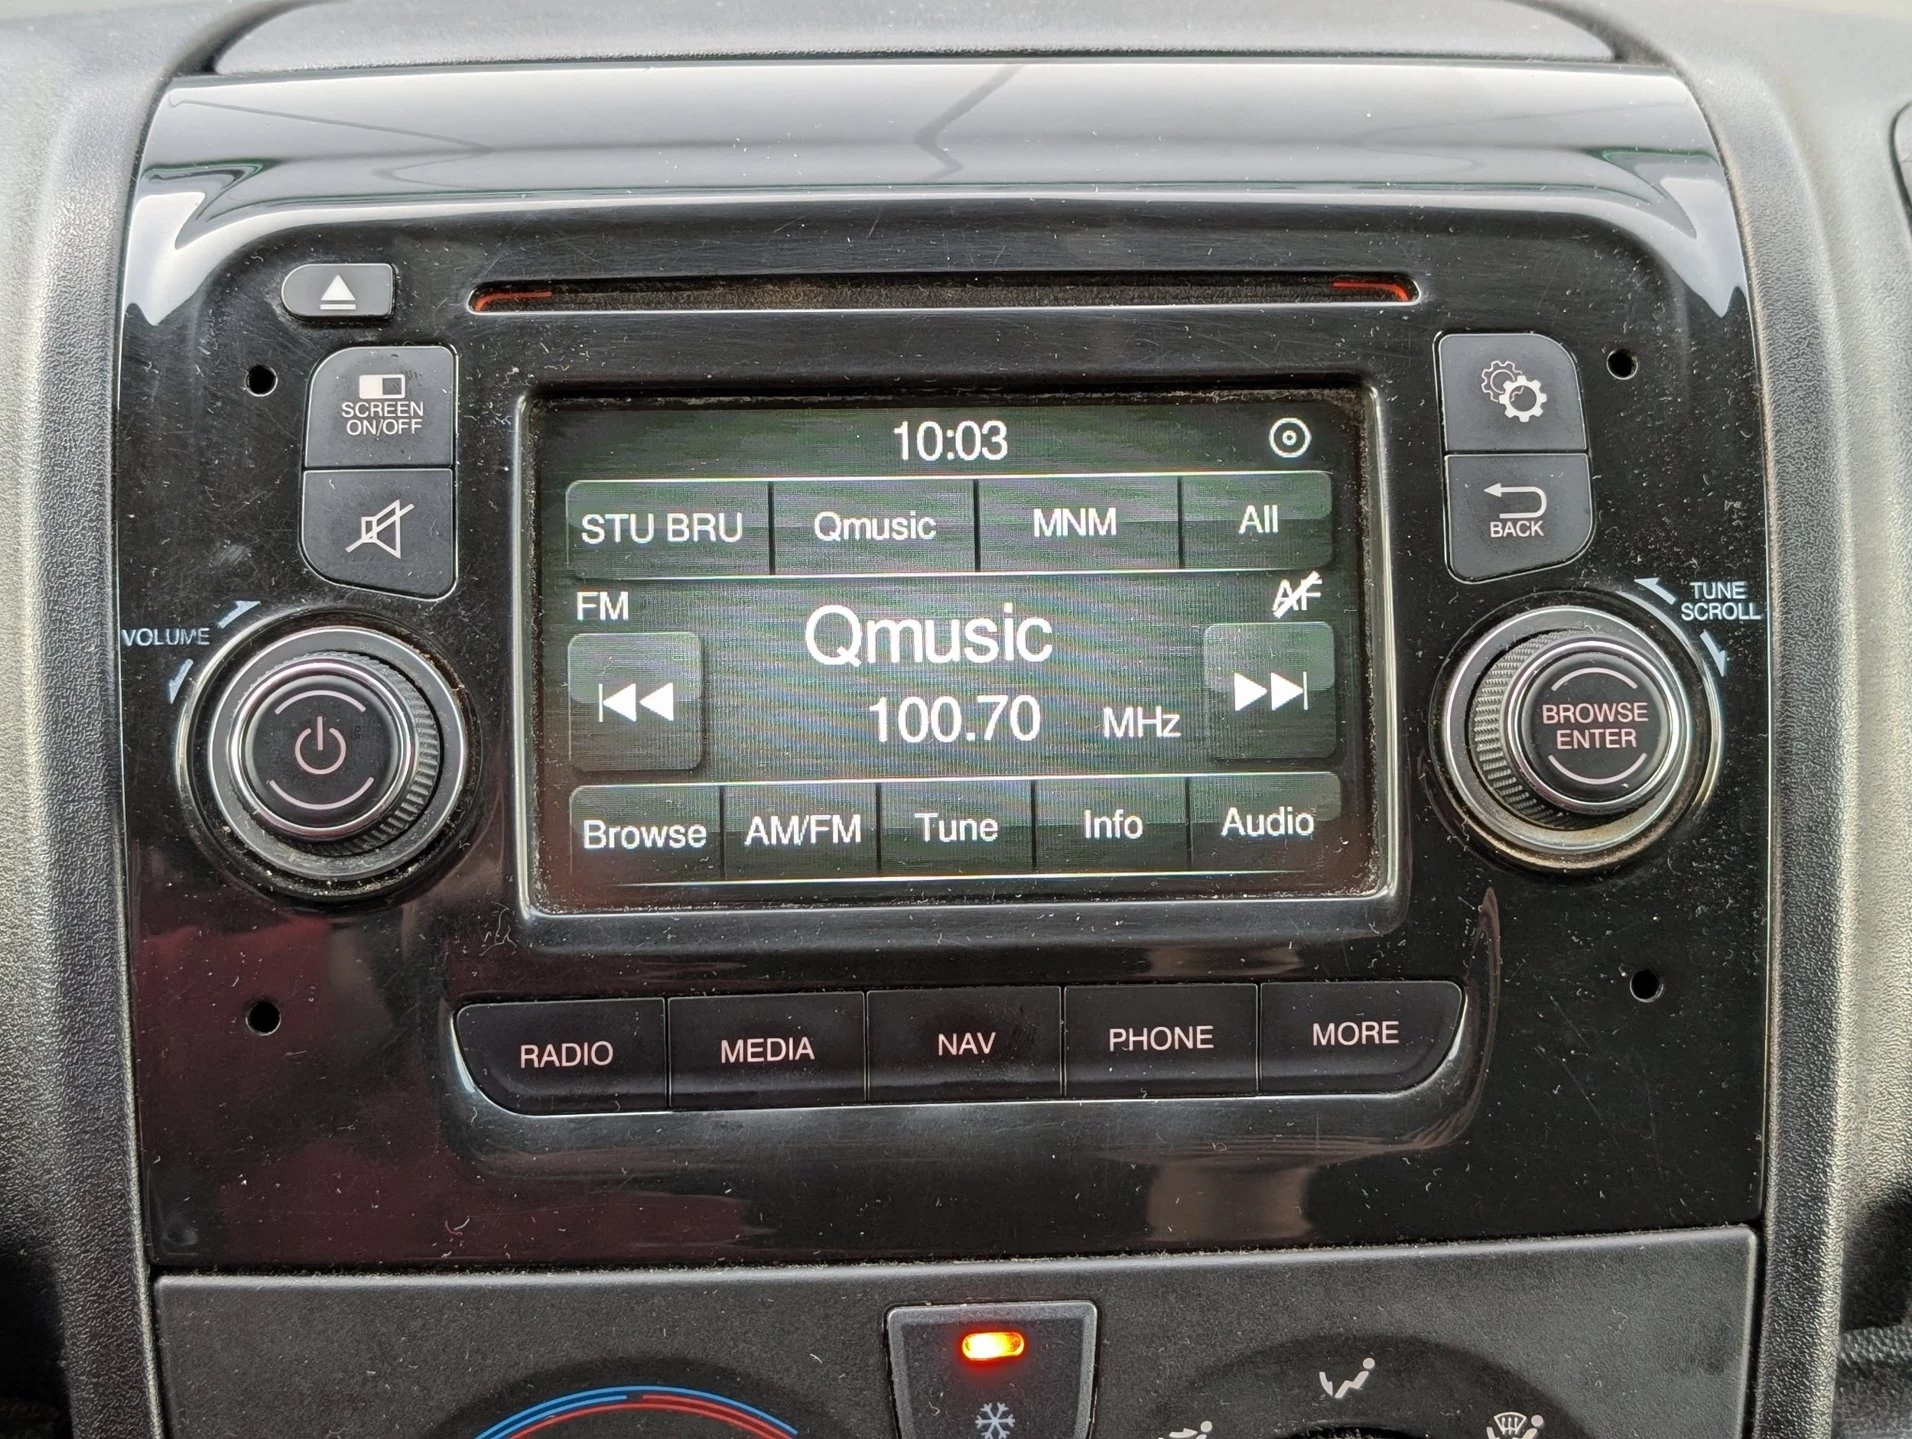 SCREEN
ON/OFF
10:03
STU BRU
Qmusic
MNM
All
BACK
VOLUME
FM
Qmusic
AF
TUNE
SCROLL
100.70 MHz
BROWSE
ENTER
Browse
AM/FM
Tune
Info
Audio
RADIO
MEDIA
NAV
PHONE
MORE